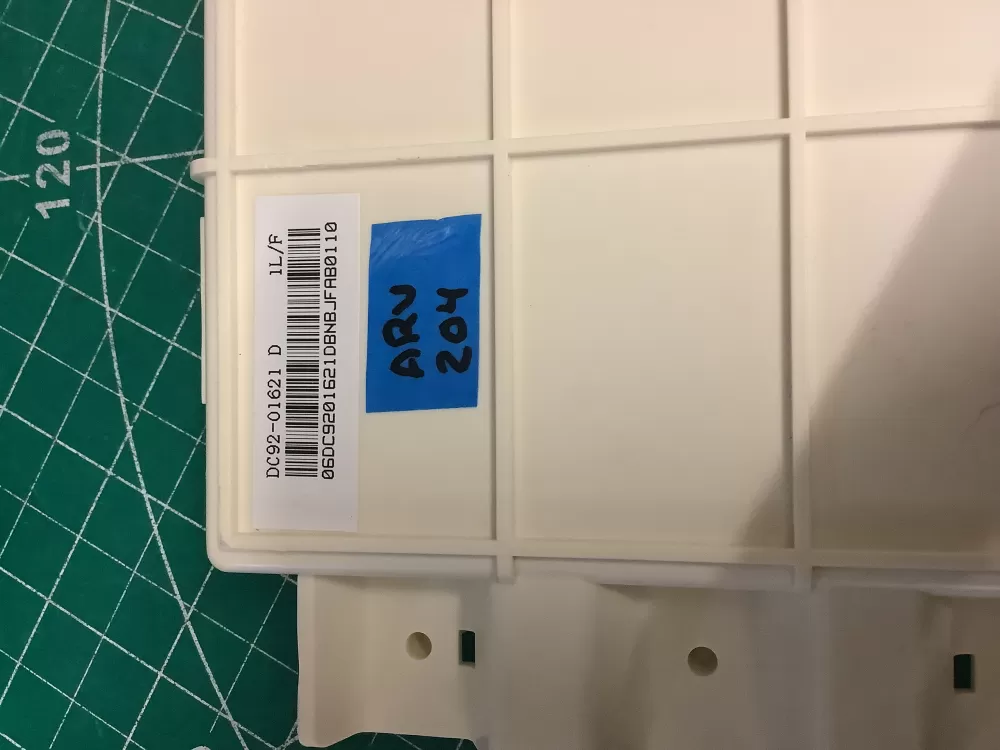 120
DC92-01621 D 1L/F
06DC9201621DBNBJFAB0110
ARV
204